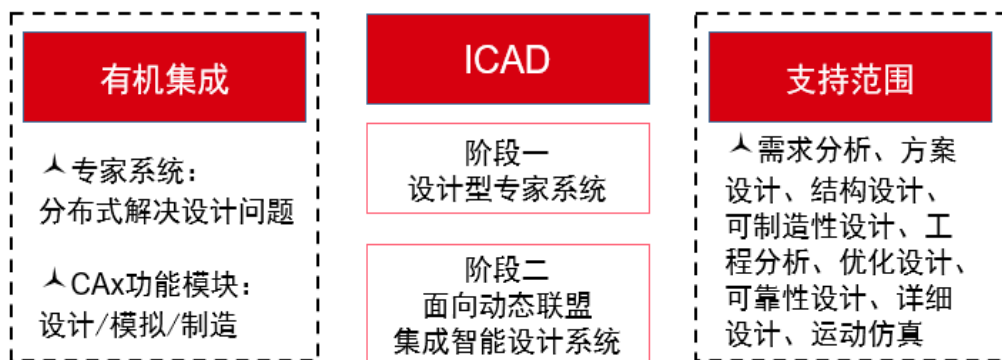 有机集成
专家系统：
分布式解决设计问题
CAx功能模块：
设计/模拟/制造
ICAD
阶段一
设计型专家系统
阶段二
面向动态联盟
集成智能设计系统
支持范围
需求分析、方案
设计、结构设计、
可制造性设计、工
程分析、优化设计、
可靠性设计、详细
设计、运动仿真